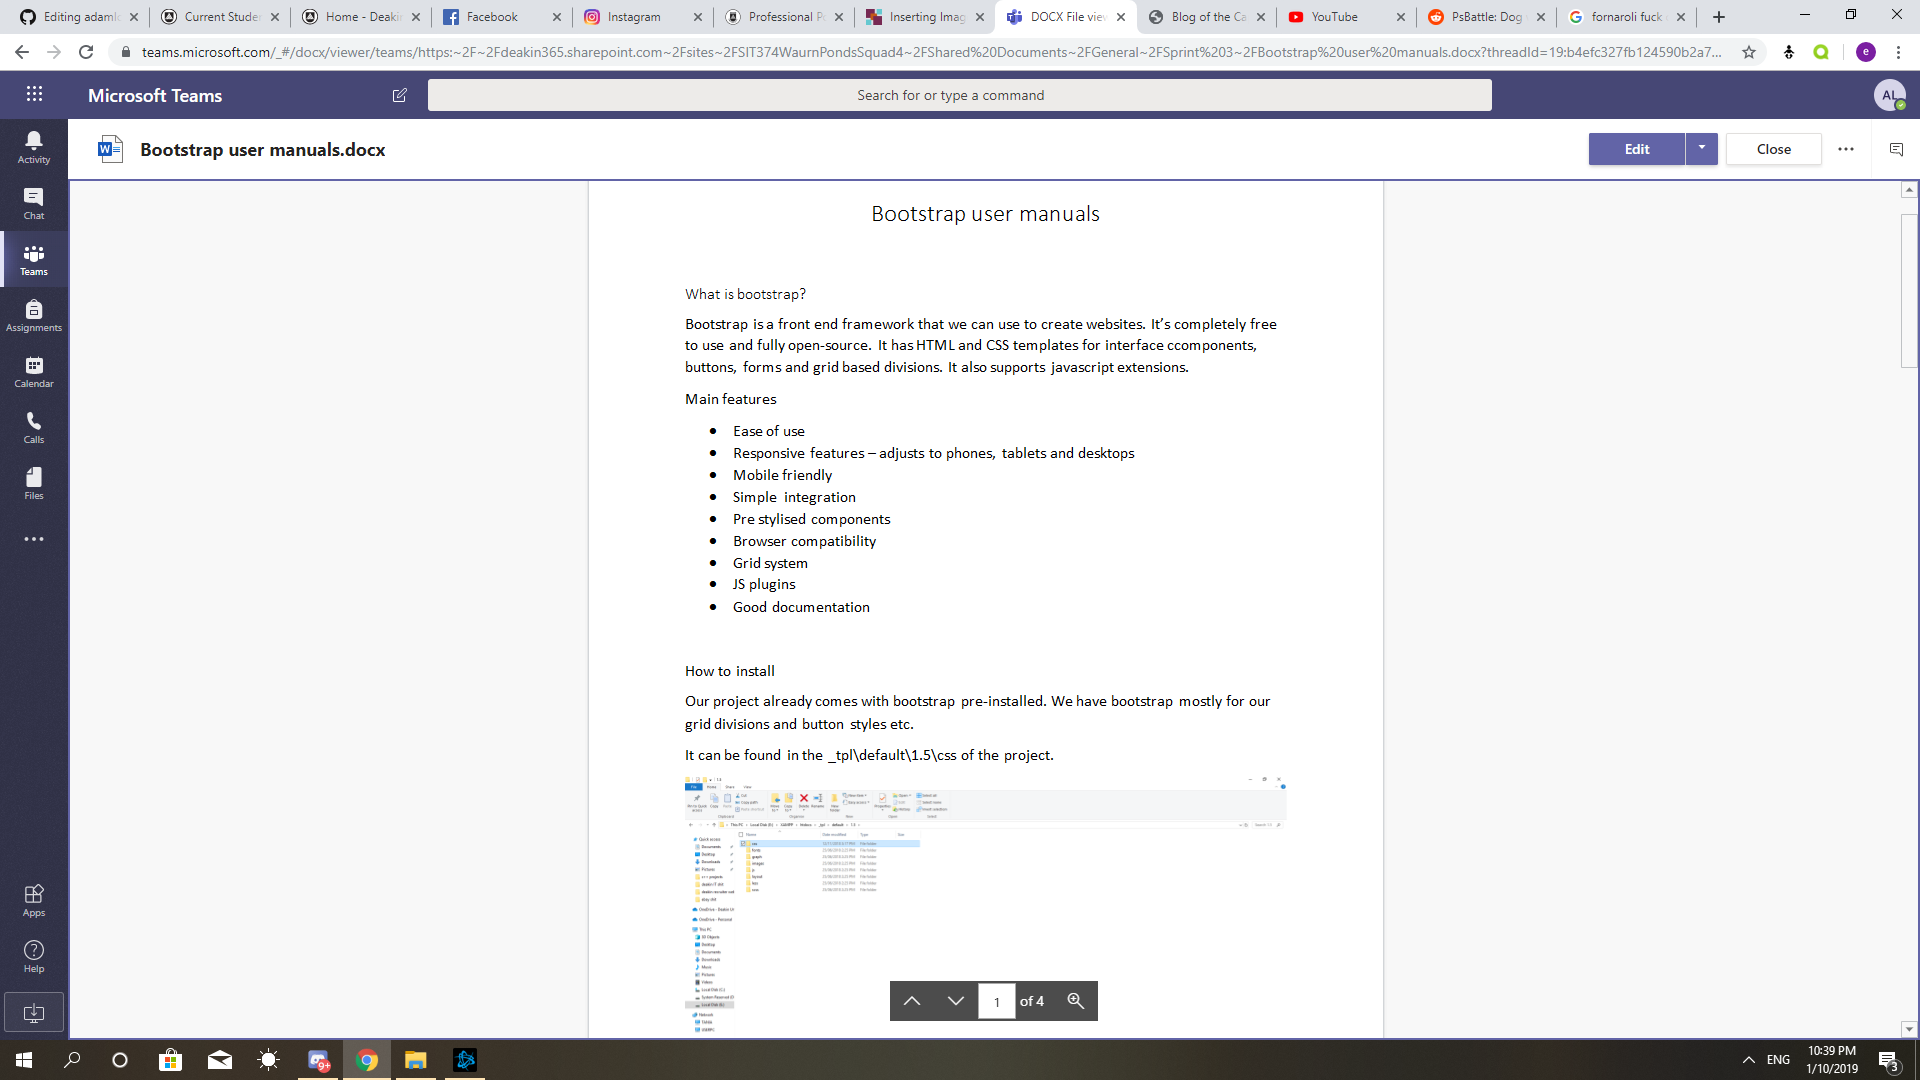 Editing adaml
Current Stude
Home - Deaki
Facebook
Instagram
Professional P
Inserting Imag
DOCX File viev
Blog of the Ca
YouTube
PsBattle: Dog
fornaroli fuck
teams.microsoft.com/_#/docx/viewer/teams/https:~2F~2Fdeakin365.sharepoint.com~2Fsites~2FSIT374WaurnPondsSquad4~2FShared%20Documents~2FGeneral~2FSprint%203~2FBootstrap%20user%20manuals.docx?threadId=19:b4efc327fb124590b2a7...
e
Microsoft Teams
Search for or type a command
AL
Activity
Chat
Teams
Assignments
Calendar
Calls
Files
Apps
Help
Bootstrap user manuals.docx
Edit
Close
Bootstrap user manuals
What is bootstrap?
Bootstrap is a front end framework that we can use to create websites. It's completely free
to use and fully open-source. It has HTML and CSS templates for interface ccomponents,
buttons, forms and grid based divisions. It also supports javascript extensions.
Main features
• Ease of use
• Responsive features – adjusts to phones, tablets and desktops
• Mobile friendly
• Simple integration
• Pre stylised components
• Browser compatibility
• Grid system
• JS plugins
• Good documentation
How to install
Our project already comes with bootstrap pre-installed. We have bootstrap mostly for our
grid divisions and button styles etc.
It can be found in the _tpl\default\1.5\css of the project.
1 of 4
9+
ENG
10:39 PM
1/10/2019
3